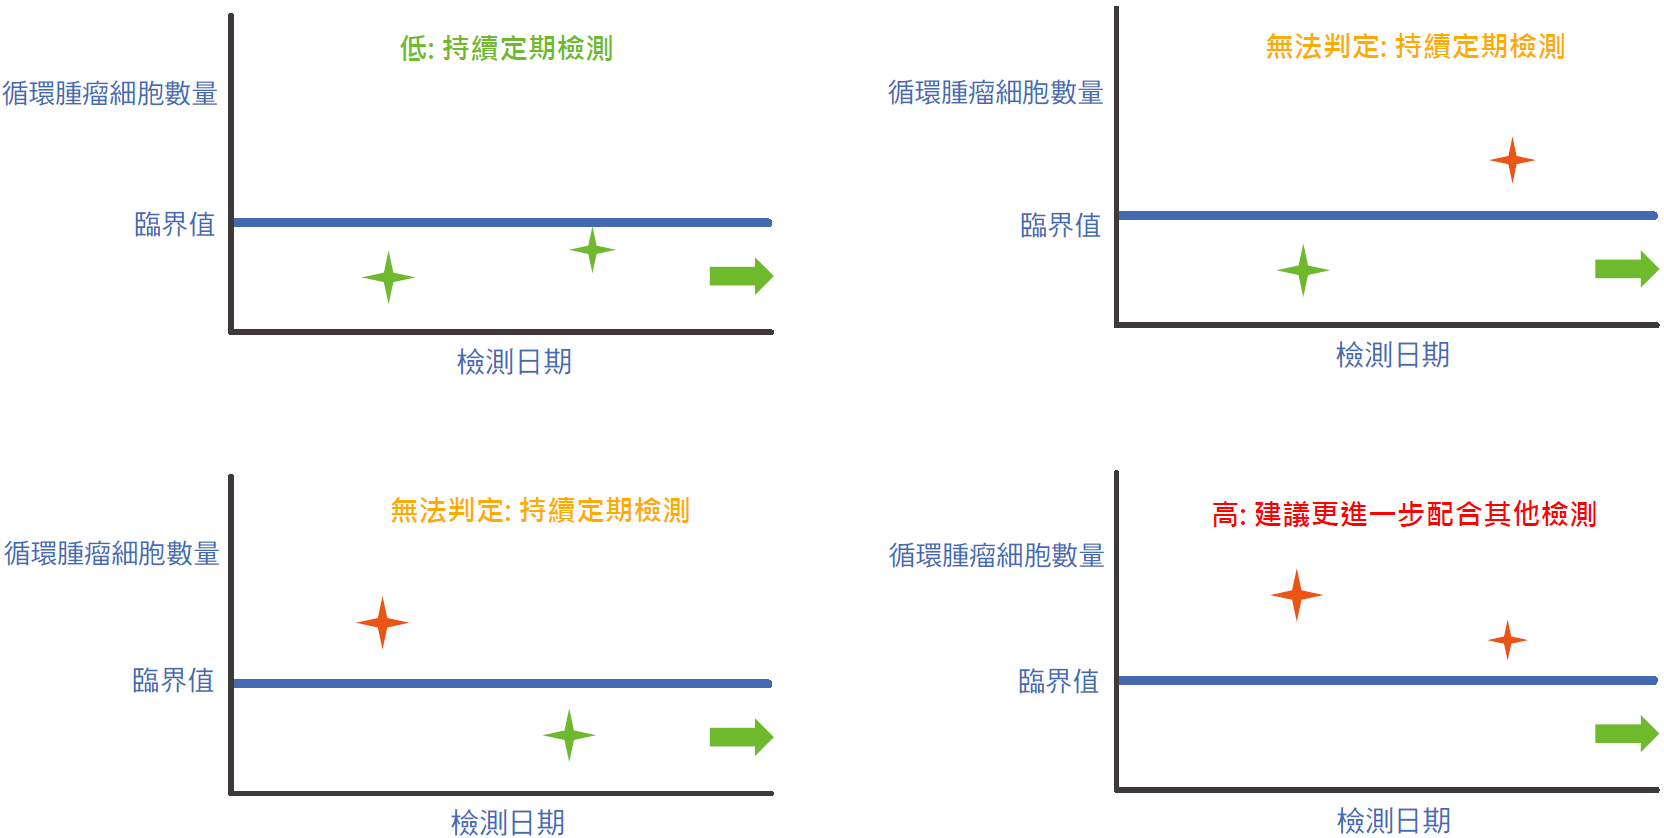 低: 持續定期檢測
循環腫瘤細胞數量
臨界值
檢測日期
無法判定: 持續定期檢測
循環腫瘤細胞數量
臨界值
檢測日期
無法判定: 持續定期檢測
循環腫瘤細胞數量
臨界值
檢測日期
高: 建議更進一步配合其他檢測
循環腫瘤細胞數量
臨界值
檢測日期